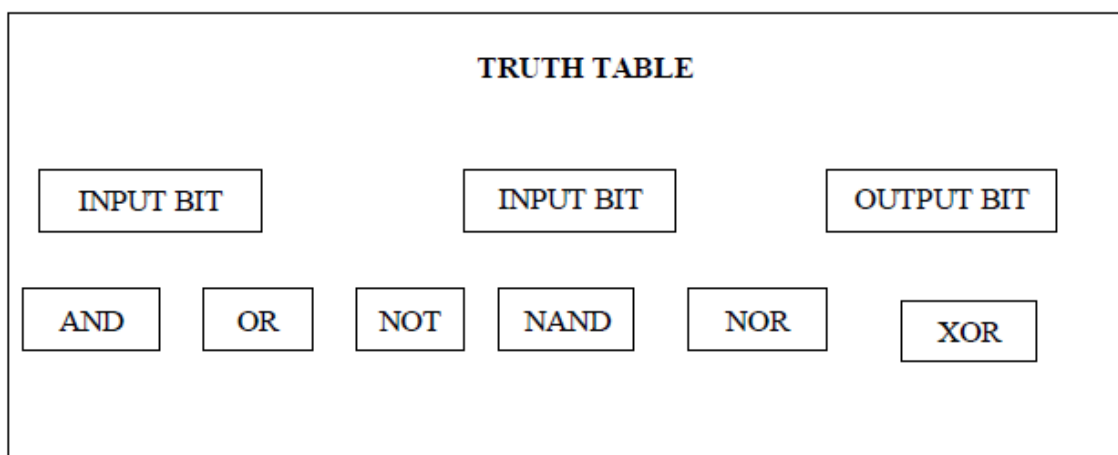 TRUTH TABLE
INPUT BIT INPUT BIT OUTPUT BIT
AND OR NOT NAND NOR XOR